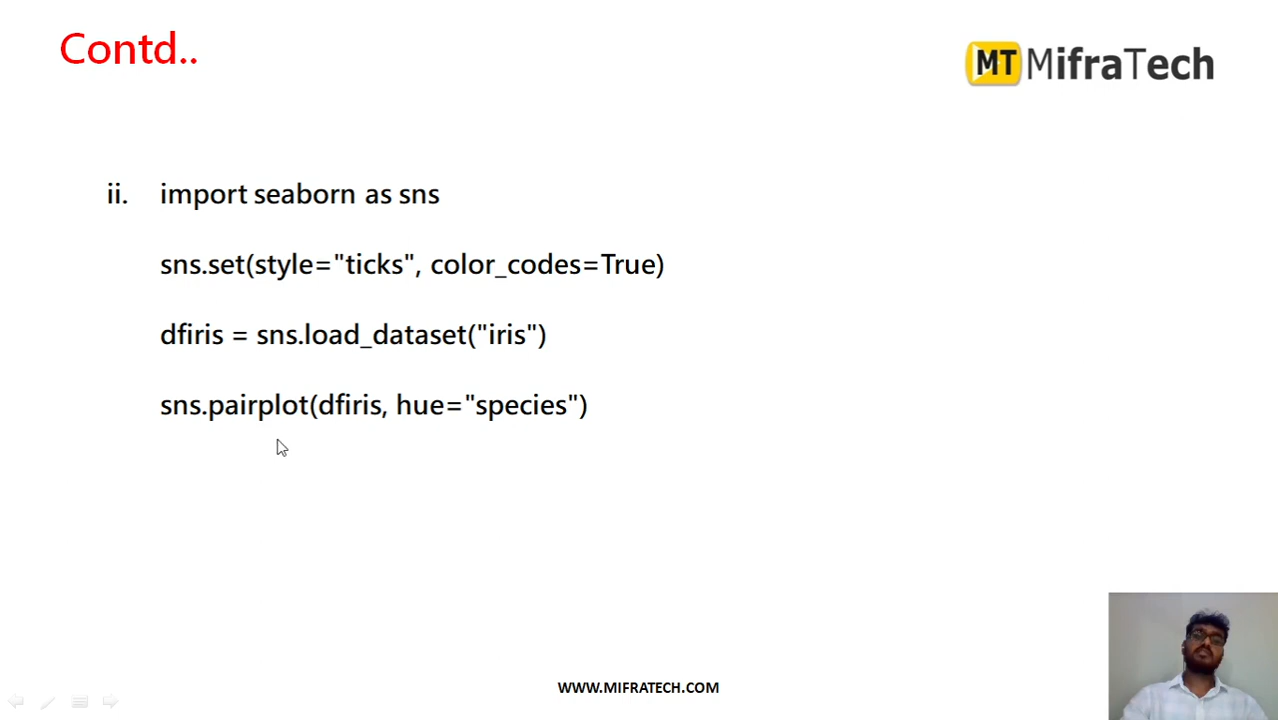 Contd..
MT MifraTech
ii. import seaborn as sns
sns.set(style="ticks", color_codes=True)
dfiris = sns.load_dataset("iris")
sns.pairplot(dfiris, hue="species")
WWW.MIFRATECH.COM